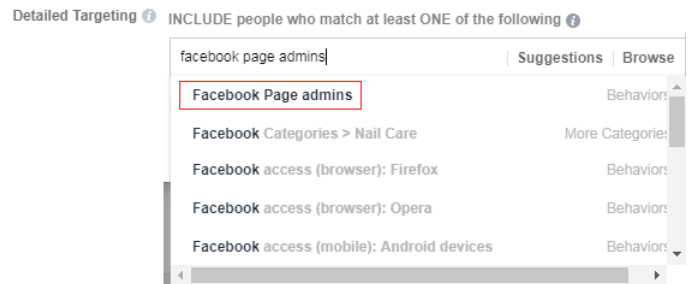 Detailed Targeting INCLUDE people who match at least ONE of the following
facebook page admins Suggestions Browse
Facebook Page admins Behaviors
Facebook Categories > Nail Care More Categories
Facebook access (browser): Firefox Behaviors
Facebook access (browser): Opera Behaviors
Facebook access (mobile): Android devices Behaviors